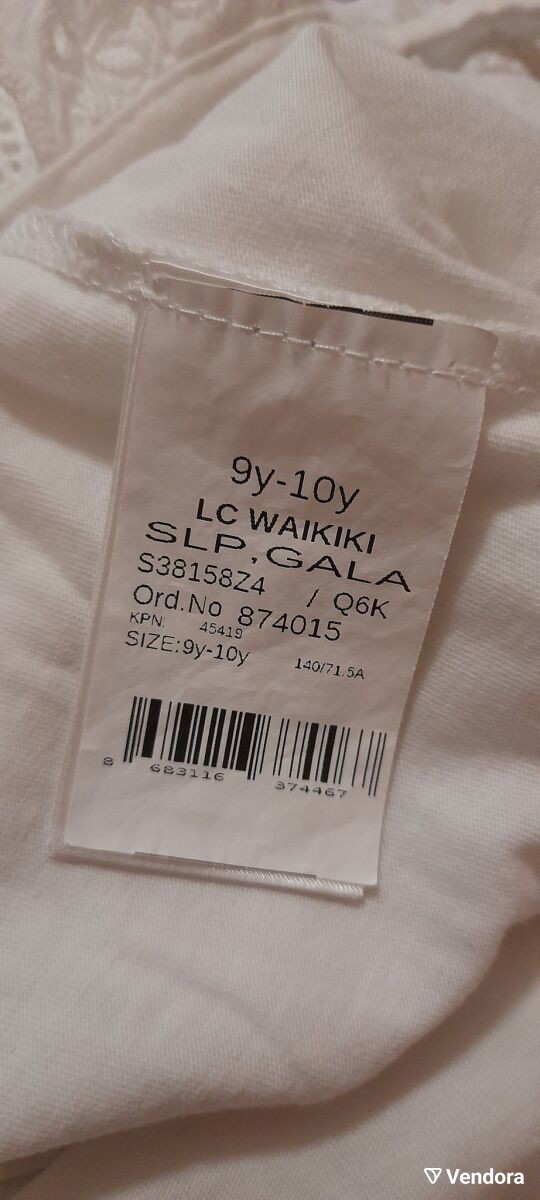 9y-10y
LC WAIKIKI
SLP, GALA
S38158Z4 / Q6K
Ord.No 874015
KPN: 45419
SIZE:9y-10y 140/71.5A
8 683116 374467
Vendora